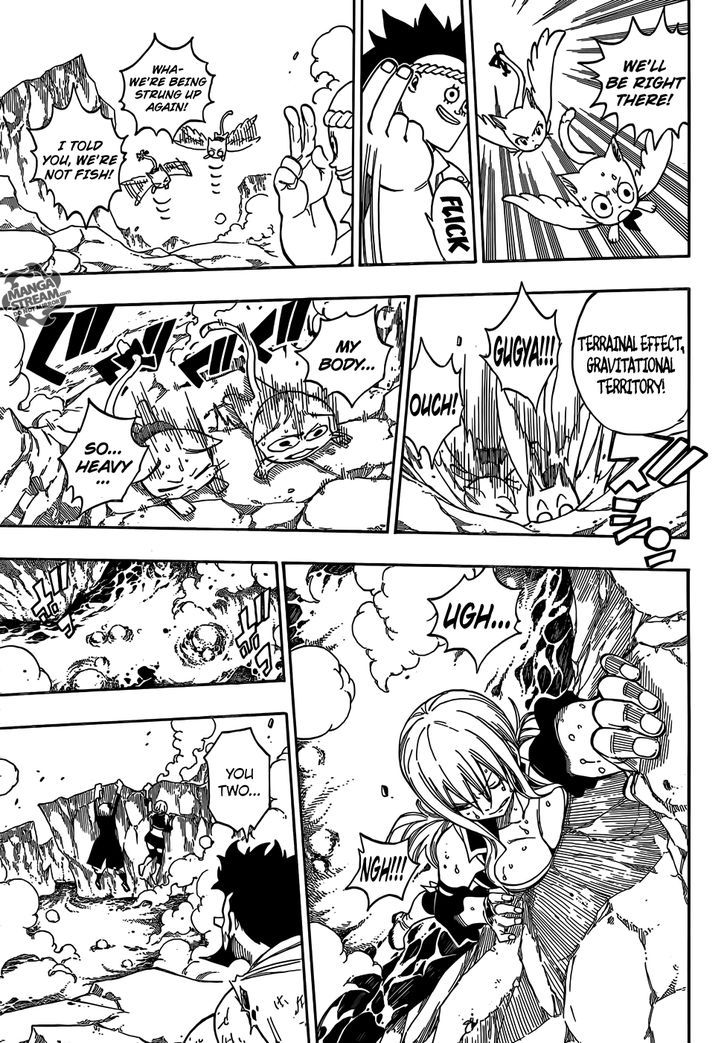 WE'LL
BE RIGHT
THERE!
FLICK
WHA-
WE'RE BEING
STRUNG UP
AGAIN!
I TOLD
YOU, WE'RE
NOT FISH!
MANGA
STREAM.com
TERRAINAL EFFECT,
GRAVITATIONAL
TERRITORY!
GUGYA!!!
OUCH!
MY
BODY...
SO...
HEAVY
...
UGH...
NGH!!!
YOU
TWO...